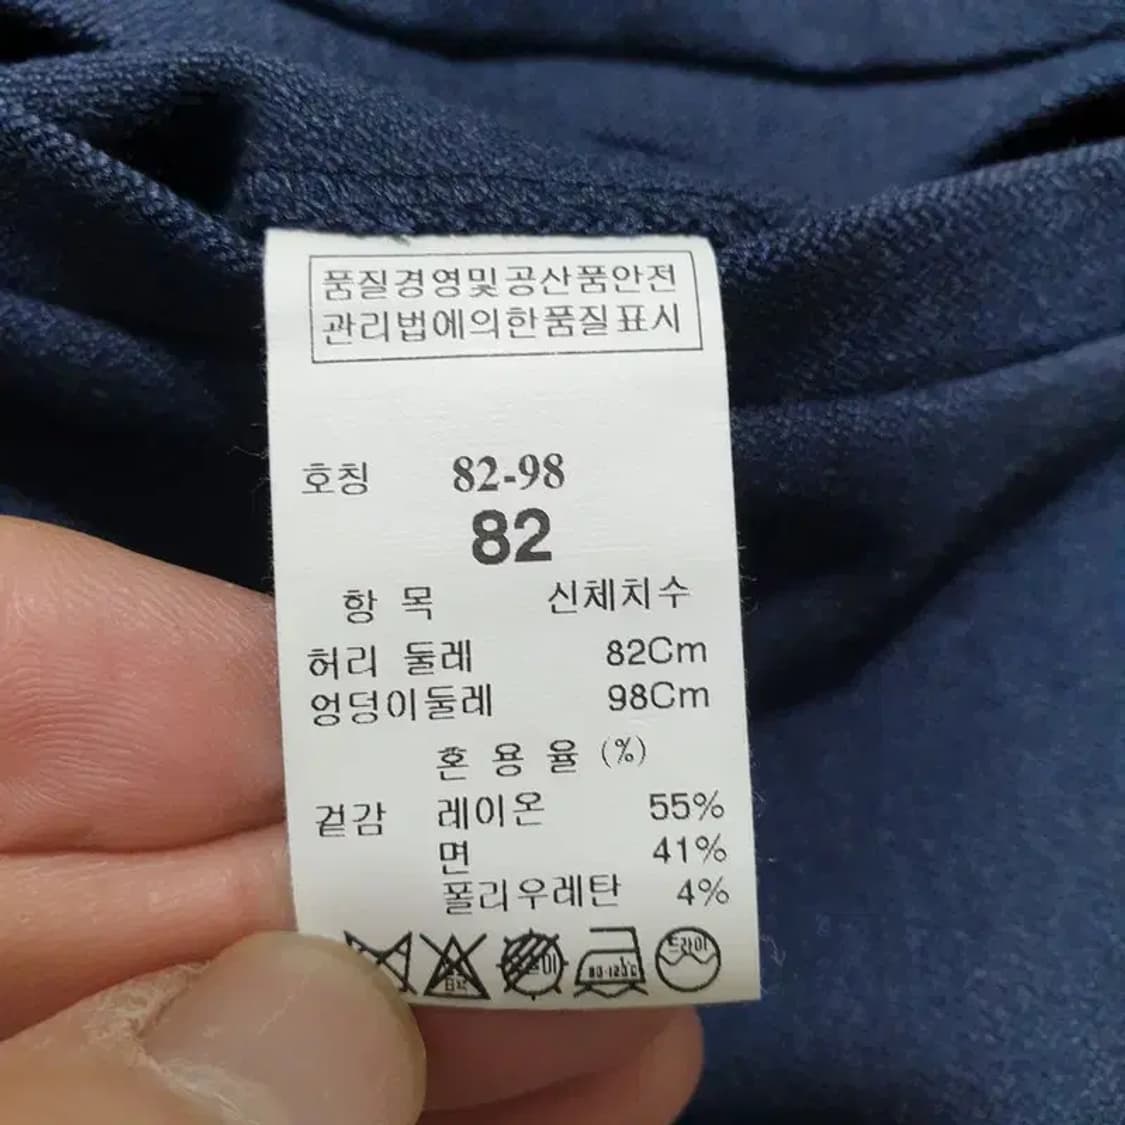 품질경영및공산품안전
관리법에의한품질표시
호칭 82-98
82
항 목 신체치수
허리 둘레 82Cm
엉덩이둘레 98Cm
혼 용 율 (%)
겉감 레이온 55%
면 41%
폴리우레탄 4%
드라이